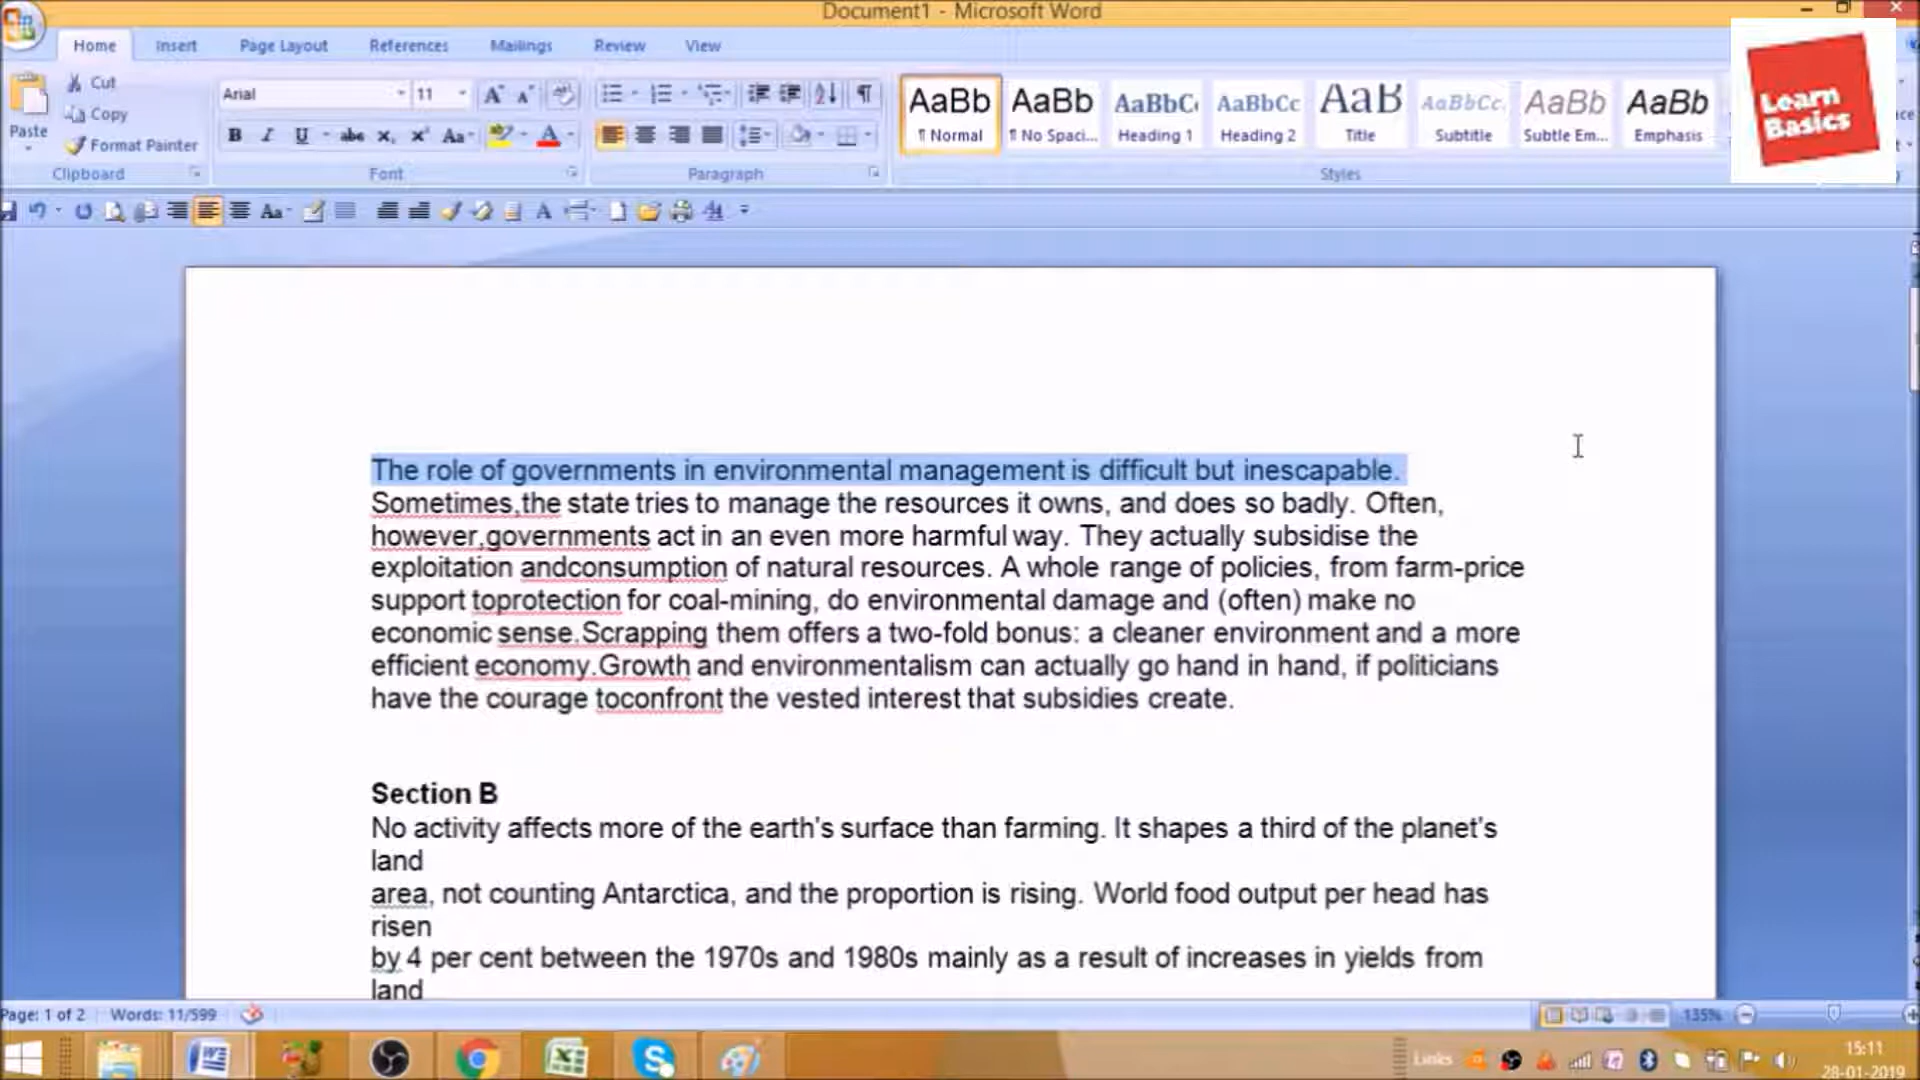 Document1 - Microsoft Word
Home Insert Page Layout References Mailings Review View
Cut
Copy
Paste
Format Painter
Clipboard
Arial 11
Font
Paragraph
AaBb AaBb AaBbC AaBbCc AaB AaBbCc. AaBb AaBb
¶ Normal ¶ No Spaci... Heading 1 Heading 2 Title Subtitle Subtle Em... Emphasis
Styles
Learn
Basics
The role of governments in environmental management is difficult but inescapable.
Sometimes,the state tries to manage the resources it owns, and does so badly. Often,
however,governments act in an even more harmful way. They actually subsidise the
exploitation andconsumption of natural resources. A whole range of policies, from farm-price
support toprotection for coal-mining, do environmental damage and (often) make no
economic sense.Scrapping them offers a two-fold bonus: a cleaner environment and a more
efficient economy.Growth and environmentalism can actually go hand in hand, if politicians
have the courage toconfront the vested interest that subsidies create.
Section B
No activity affects more of the earth's surface than farming. It shapes a third of the planet's
land
area, not counting Antarctica, and the proportion is rising. World food output per head has
risen
by 4 per cent between the 1970s and 1980s mainly as a result of increases in yields from
land
Page: 1 of 2 Words: 11/599
135%
Links
15:11
28-01-2019